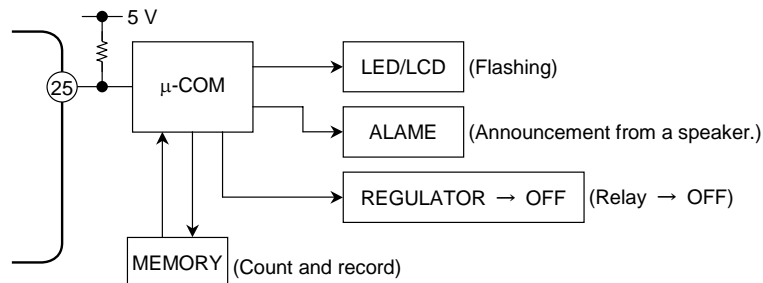 5 V
25
μ-COM
LED/LCD (Flashing)
ALAME (Announcement from a speaker.)
REGULATOR → OFF (Relay → OFF)
MEMORY (Count and record)